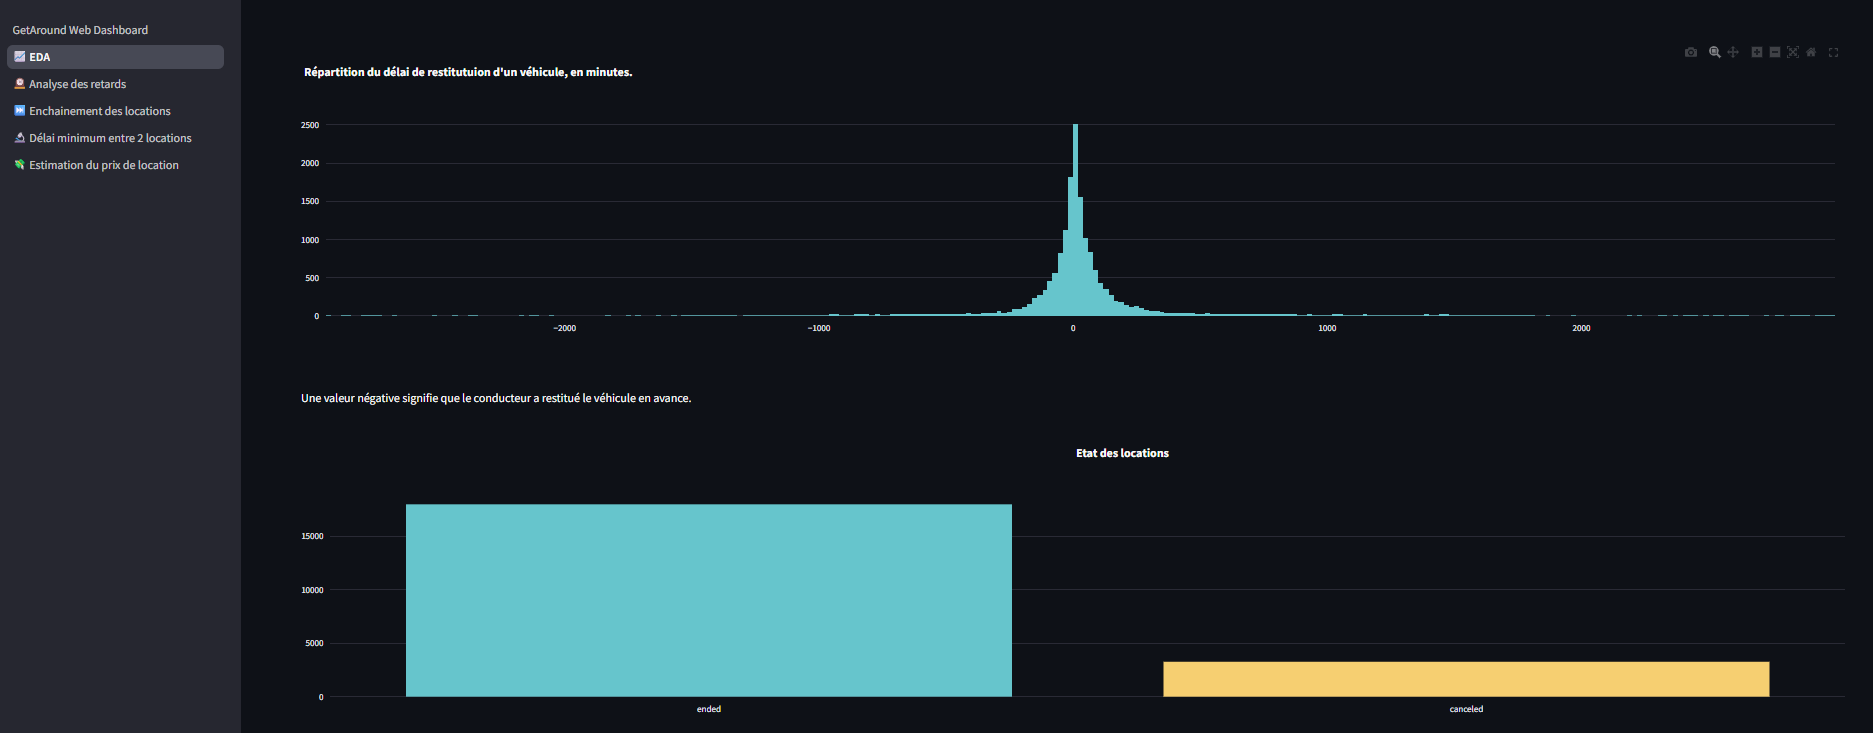 GetAround Web Dashboard
EDA
Analyse des retards
Enchainement des locations
Délai minimum entre 2 locations
Estimation du prix de location
Répartition du délai de restitutuion d'un véhicule, en minutes.
2500
2000
1500
1000
500
0
−2000
−1000
0
1000
2000
Une valeur négative signifie que le conducteur a restitué le véhicule en avance.
Etat des locations
15000
10000
5000
0
ended
canceled